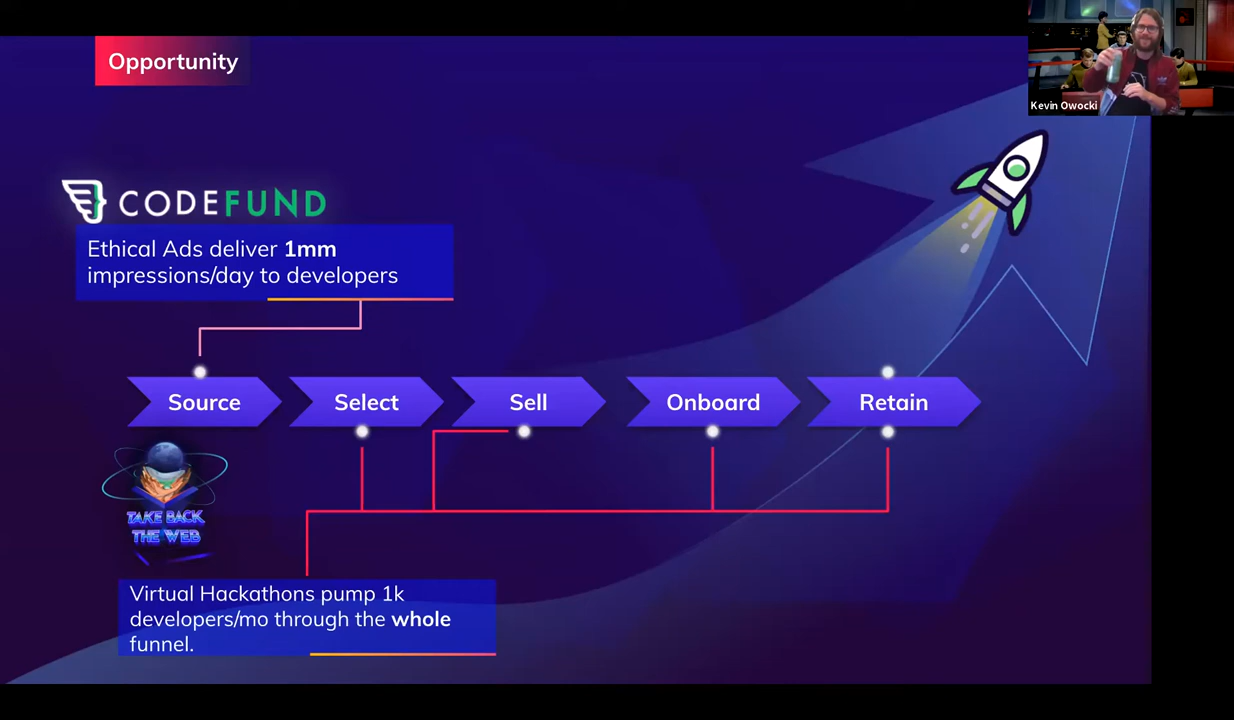 Opportunity
Kevin Owocki
CODEFUND
Ethical Ads deliver 1mm
impressions/day to developers
Source
Select
Sell
Onboard
Retain
TAKE BACK
THE WEB
Virtual Hackathons pump 1k
developers/mo through the whole
funnel.